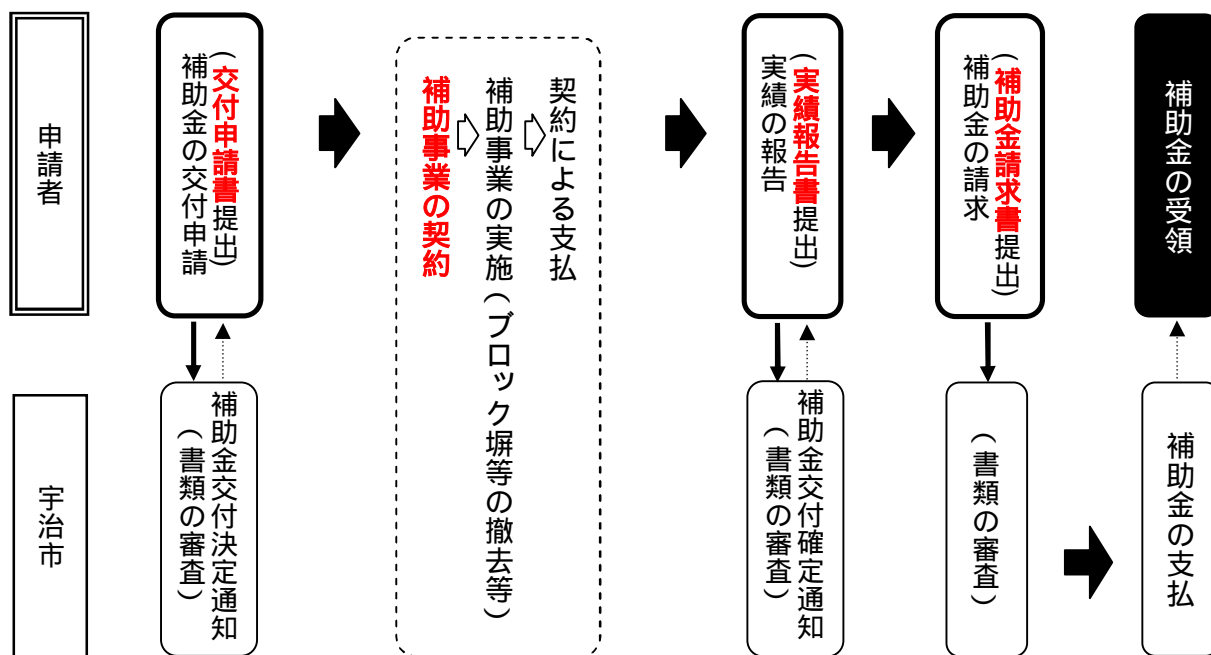 申請者
補助金の交付申請
(交付申請書提出)
補助事業の契約
補助事業の実施(ブロック塀等の撤去等)
契約による支払
実績の報告
(実績報告書提出)
補助金の請求
(補助金請求書提出)
補助金の受領
宇治市
(書類の審査)
補助金交付決定通知
(書類の審査)
補助金交付確定通知
(書類の審査)
補助金の支払